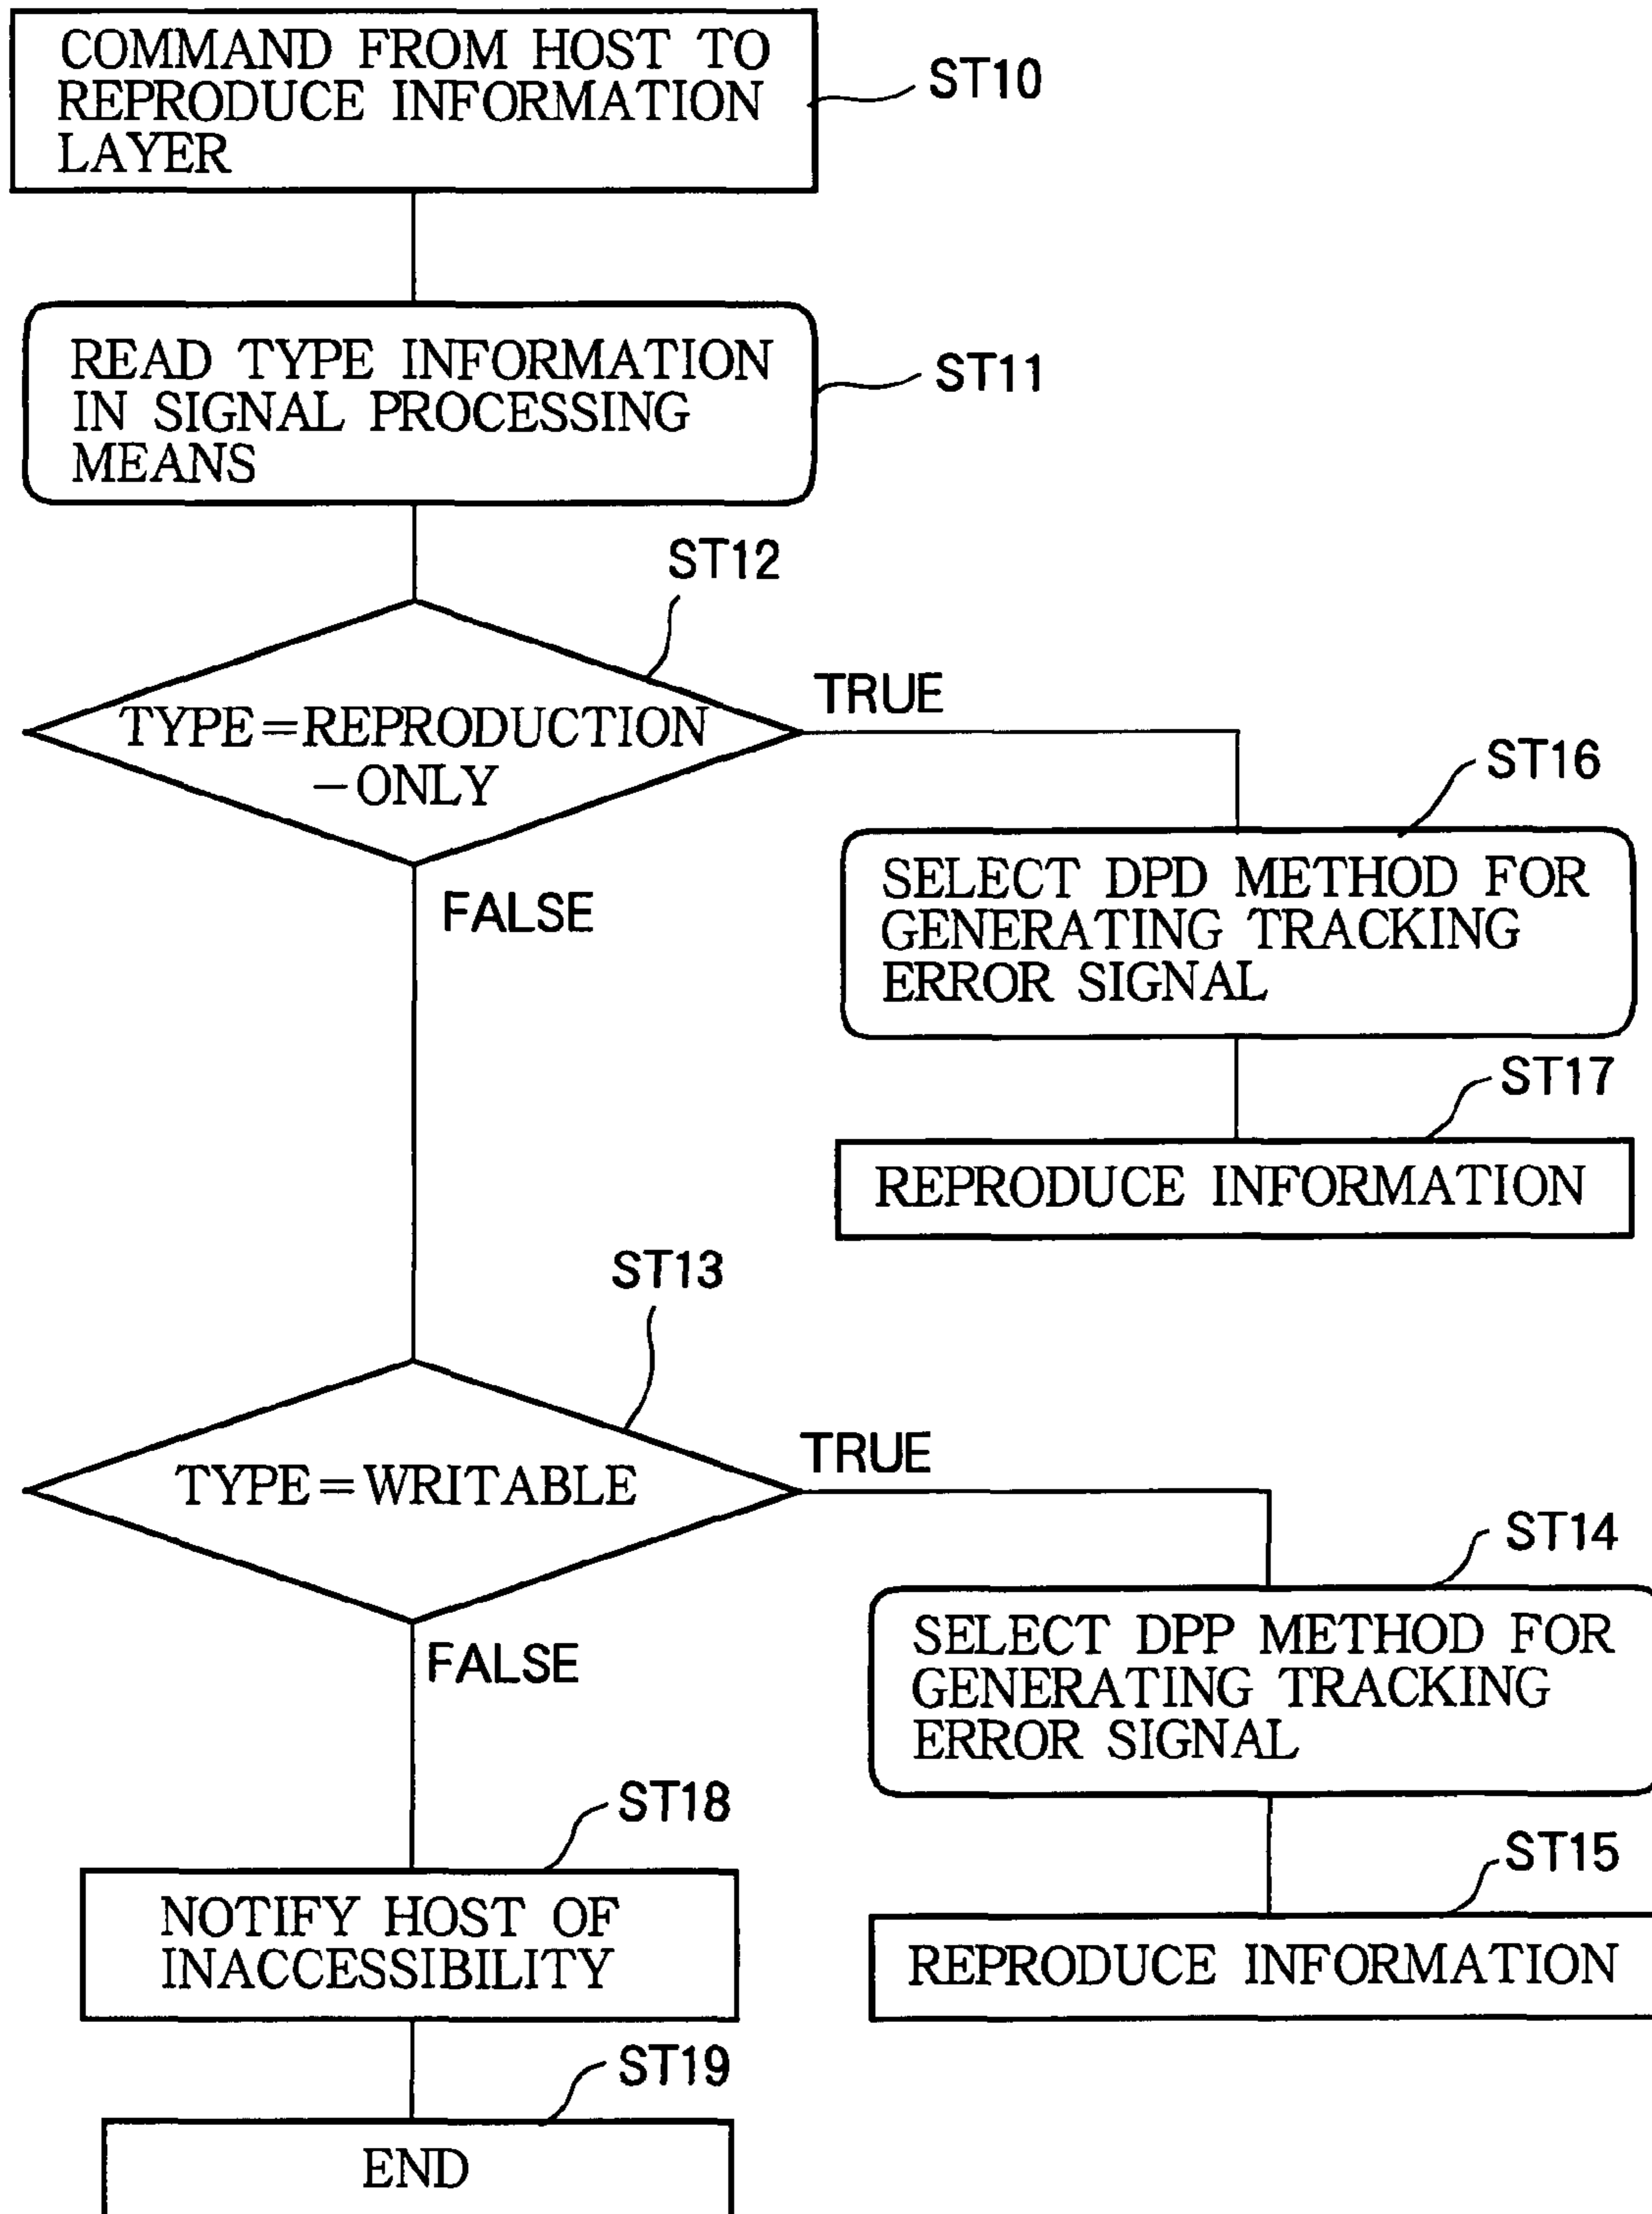 COMMAND FROM HOST TO
REPRODUCE INFORMATION
LAYER
ST10
READ TYPE INFORMATION
IN SIGNAL PROCESSING
MEANS
ST11
ST12
TYPE=REPRODUCTION
-ONLY
TRUE
FALSE
ST16
SELECT DPD METHOD FOR
GENERATING TRACKING
ERROR SIGNAL
ST17
REPRODUCE INFORMATION
ST13
TYPE=WRITABLE
TRUE
FALSE
ST14
SELECT DPP METHOD FOR
GENERATING TRACKING
ERROR SIGNAL
ST15
REPRODUCE INFORMATION
ST18
NOTIFY HOST OF
INACCESSIBILITY
ST19
END